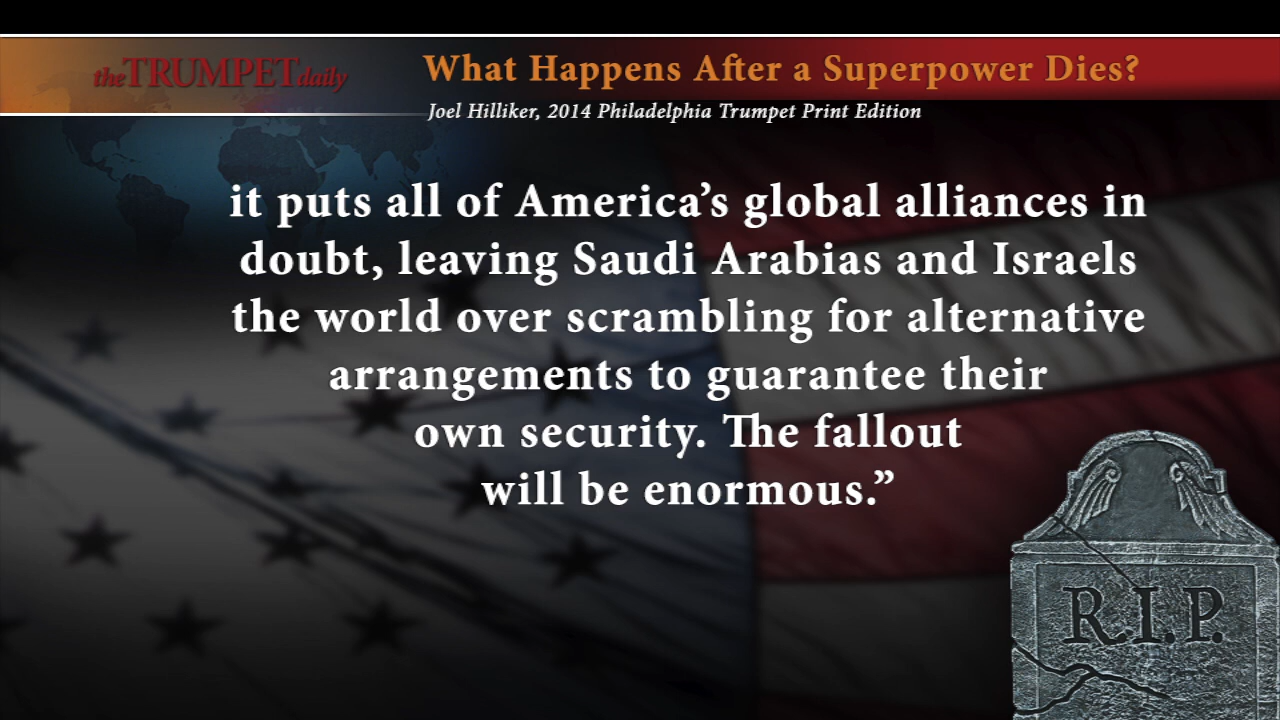 theTRUMPETdaily
What Happens After a Superpower Dies?
Joel Hilliker, 2014 Philadelphia Trumpet Print Edition
it puts all of America’s global alliances in
doubt, leaving Saudi Arabias and Israels
the world over scrambling for alternative
arrangements to guarantee their
own security. The fallout
will be enormous.”
R.I.P.